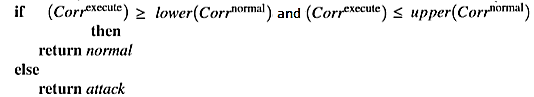 if (Corr^execute) ≥ lower(Corr^normal) and (Corr^execute) ≤ upper(Corr^normal)
then
return normal
else
return attack